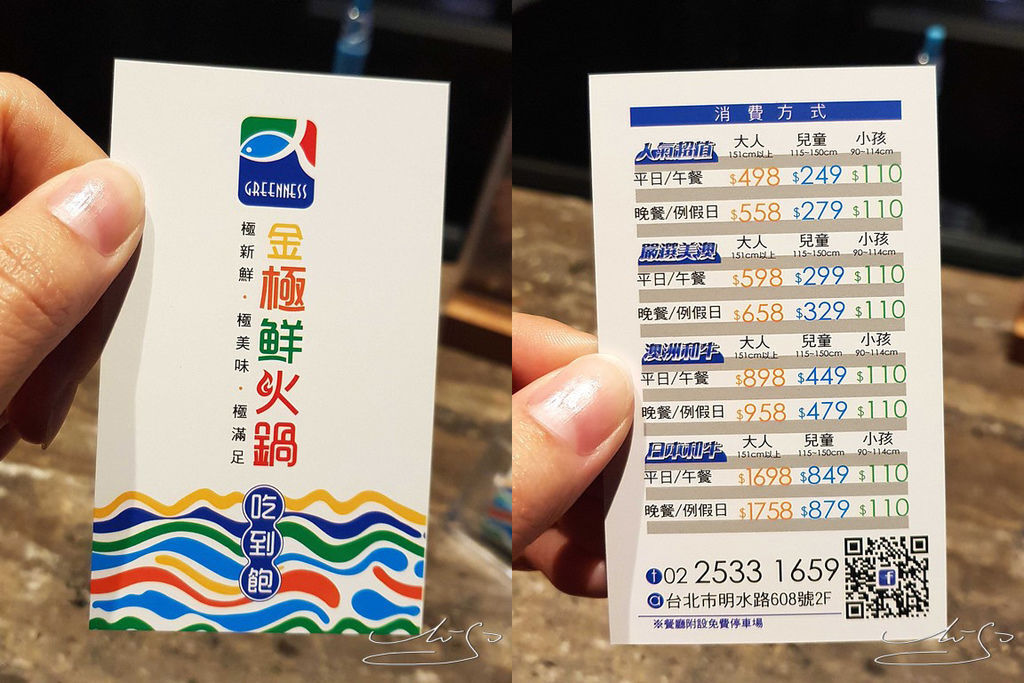 GREENNESS
金極鮮火鍋
極新鮮・極美味・極滿足
吃到飽
消費方式
人氣超值 大人 兒童 小孩
151cm以上 115~150cm 90~114cm
平日/午餐 $498 $249 $110
晚餐/例假日 $558 $279 $110
嚴選美澳 大人 兒童 小孩
151cm以上 115~150cm 90~114cm
平日/午餐 $598 $299 $110
晚餐/例假日 $658 $329 $110
澳洲和牛 大人 兒童 小孩
151cm以上 115~150cm 90~114cm
平日/午餐 $898 $449 $110
晚餐/例假日 $958 $479 $110
日本和牛 大人 兒童 小孩
151cm以上 115~150cm 90~114cm
平日/午餐 $1698 $849 $110
晚餐/例假日 $1758 $879 $110
02 2533 1659
台北市明水路608號2F
※餐廳附設免費停車場